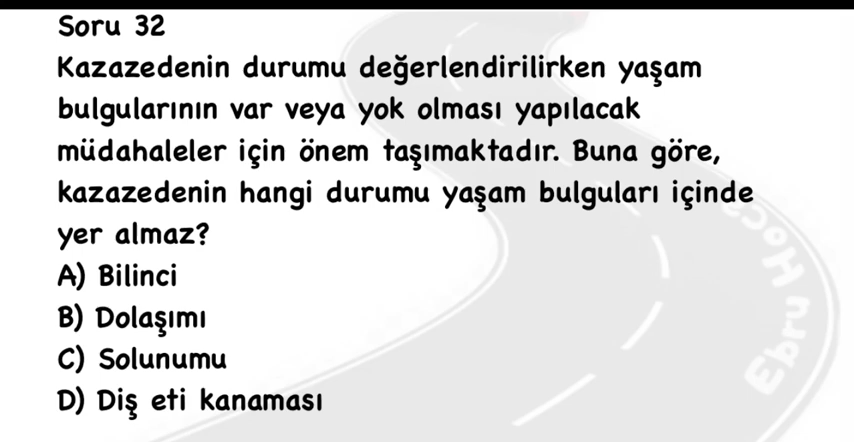 Soru 32
Kazazedenin durumu değerlendirilirken yaşam
bulgularının var veya yok olması yapılacak
müdahaleler için önem taşımaktadır. Buna göre,
kazazedenin hangi durumu yaşam bulguları içinde
yer almaz?
A) Bilinci
B) Dolaşımı
C) Solunumu
D) Diş eti kanaması
Ebru Hoca